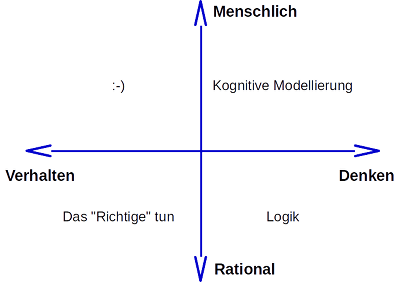 Menschlich
:-)
Kognitive Modellierung
Verhalten
Denken
Das "Richtige" tun
Logik
Rational